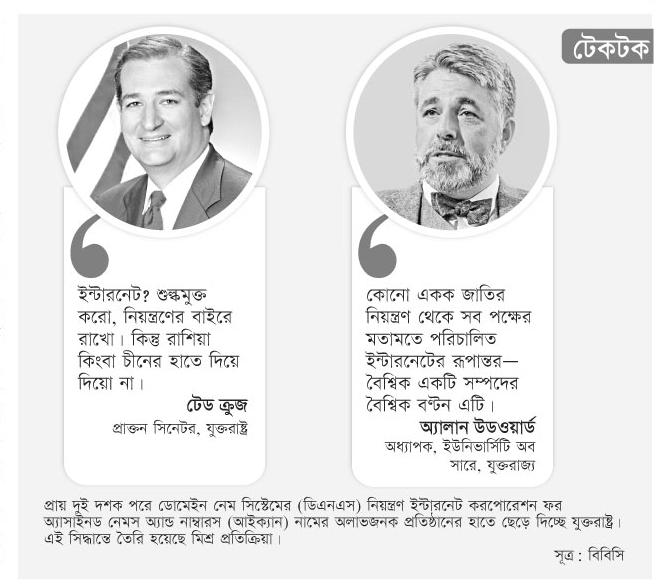 টেকটক
ইন্টারনেট? শুল্কমুক্ত
করো, নিয়ন্ত্রণের বাইরে
রাখো। কিন্তু রাশিয়া
কিংবা চীনের হাতে দিয়ে
দিয়ো না।
টেড ক্রুজ
প্রাক্তন সিনেটর, যুক্তরাষ্ট্র
কোনো একক জাতির
নিয়ন্ত্রণ থেকে সব পক্ষের
মতামতে পরিচালিত
ইন্টারনেটের রূপান্তর—
বৈশ্বিক একটি সম্পদের
বৈশ্বিক বণ্টন এটি।
অ্যালান উডওয়ার্ড
অধ্যাপক, ইউনিভার্সিটি অব
সারে, যুক্তরাজ্য
প্রায় দুই দশক পরে ডোমেইন নেম সিস্টেমের (ডিএনএস) নিয়ন্ত্রণ ইন্টারনেট করপোরেশন ফর
অ্যাসাইনড নেমস অ্যান্ড নাম্বারস (আইক্যান) নামের অলাভজনক প্রতিষ্ঠানের হাতে ছেড়ে দিচ্ছে যুক্তরাষ্ট্র।
এই সিদ্ধান্তে তৈরি হয়েছে মিশ্র প্রতিক্রিয়া।
সূত্র : বিবিসি